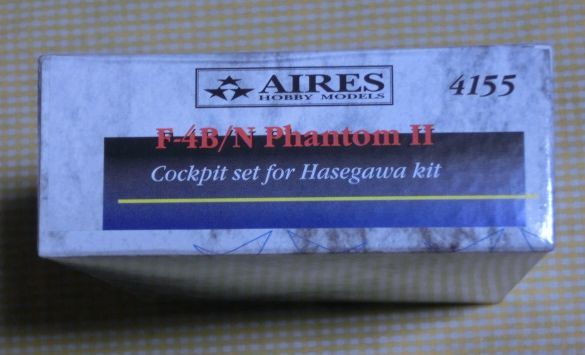 AIRES 4155
HOBBY MODELS
F-4B/N Phantom II
Cockpit set for Hasegawa kit